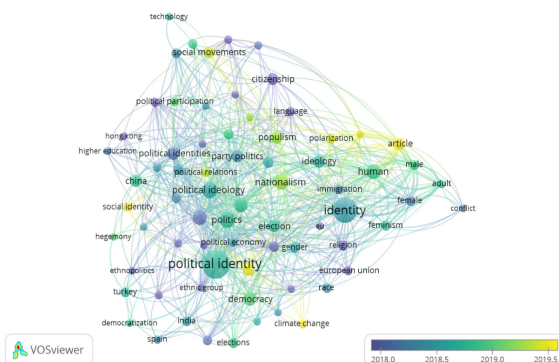 technology
social movements
citizenship
political participation
language
hong kong
populism
polarization
article
higher education
political identities
party politics
ideology
male
political relations
human
china
political ideology
nationalism
immigration
adult
female
social identity
identity
conflict
politics
election
eu
feminism
hegemony
political economy
gender
religion
political identity
ethnopolitics
european union
turkey
ethnic group
race
democracy
democratization
india
climate change
spain
elections
VOSviewer
2018.0 2018.5 2019.0 2019.5